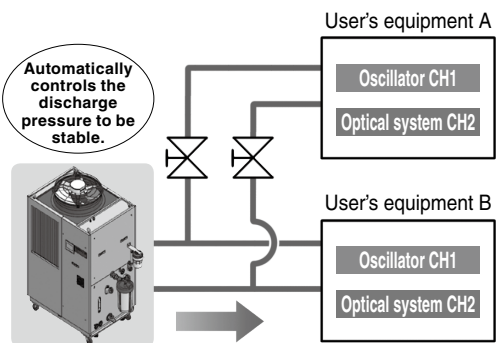 User's equipment A
Oscillator CH1
Optical system CH2
Automatically
controls the
discharge
pressure to be
stable.
User's equipment B
Oscillator CH1
Optical system CH2